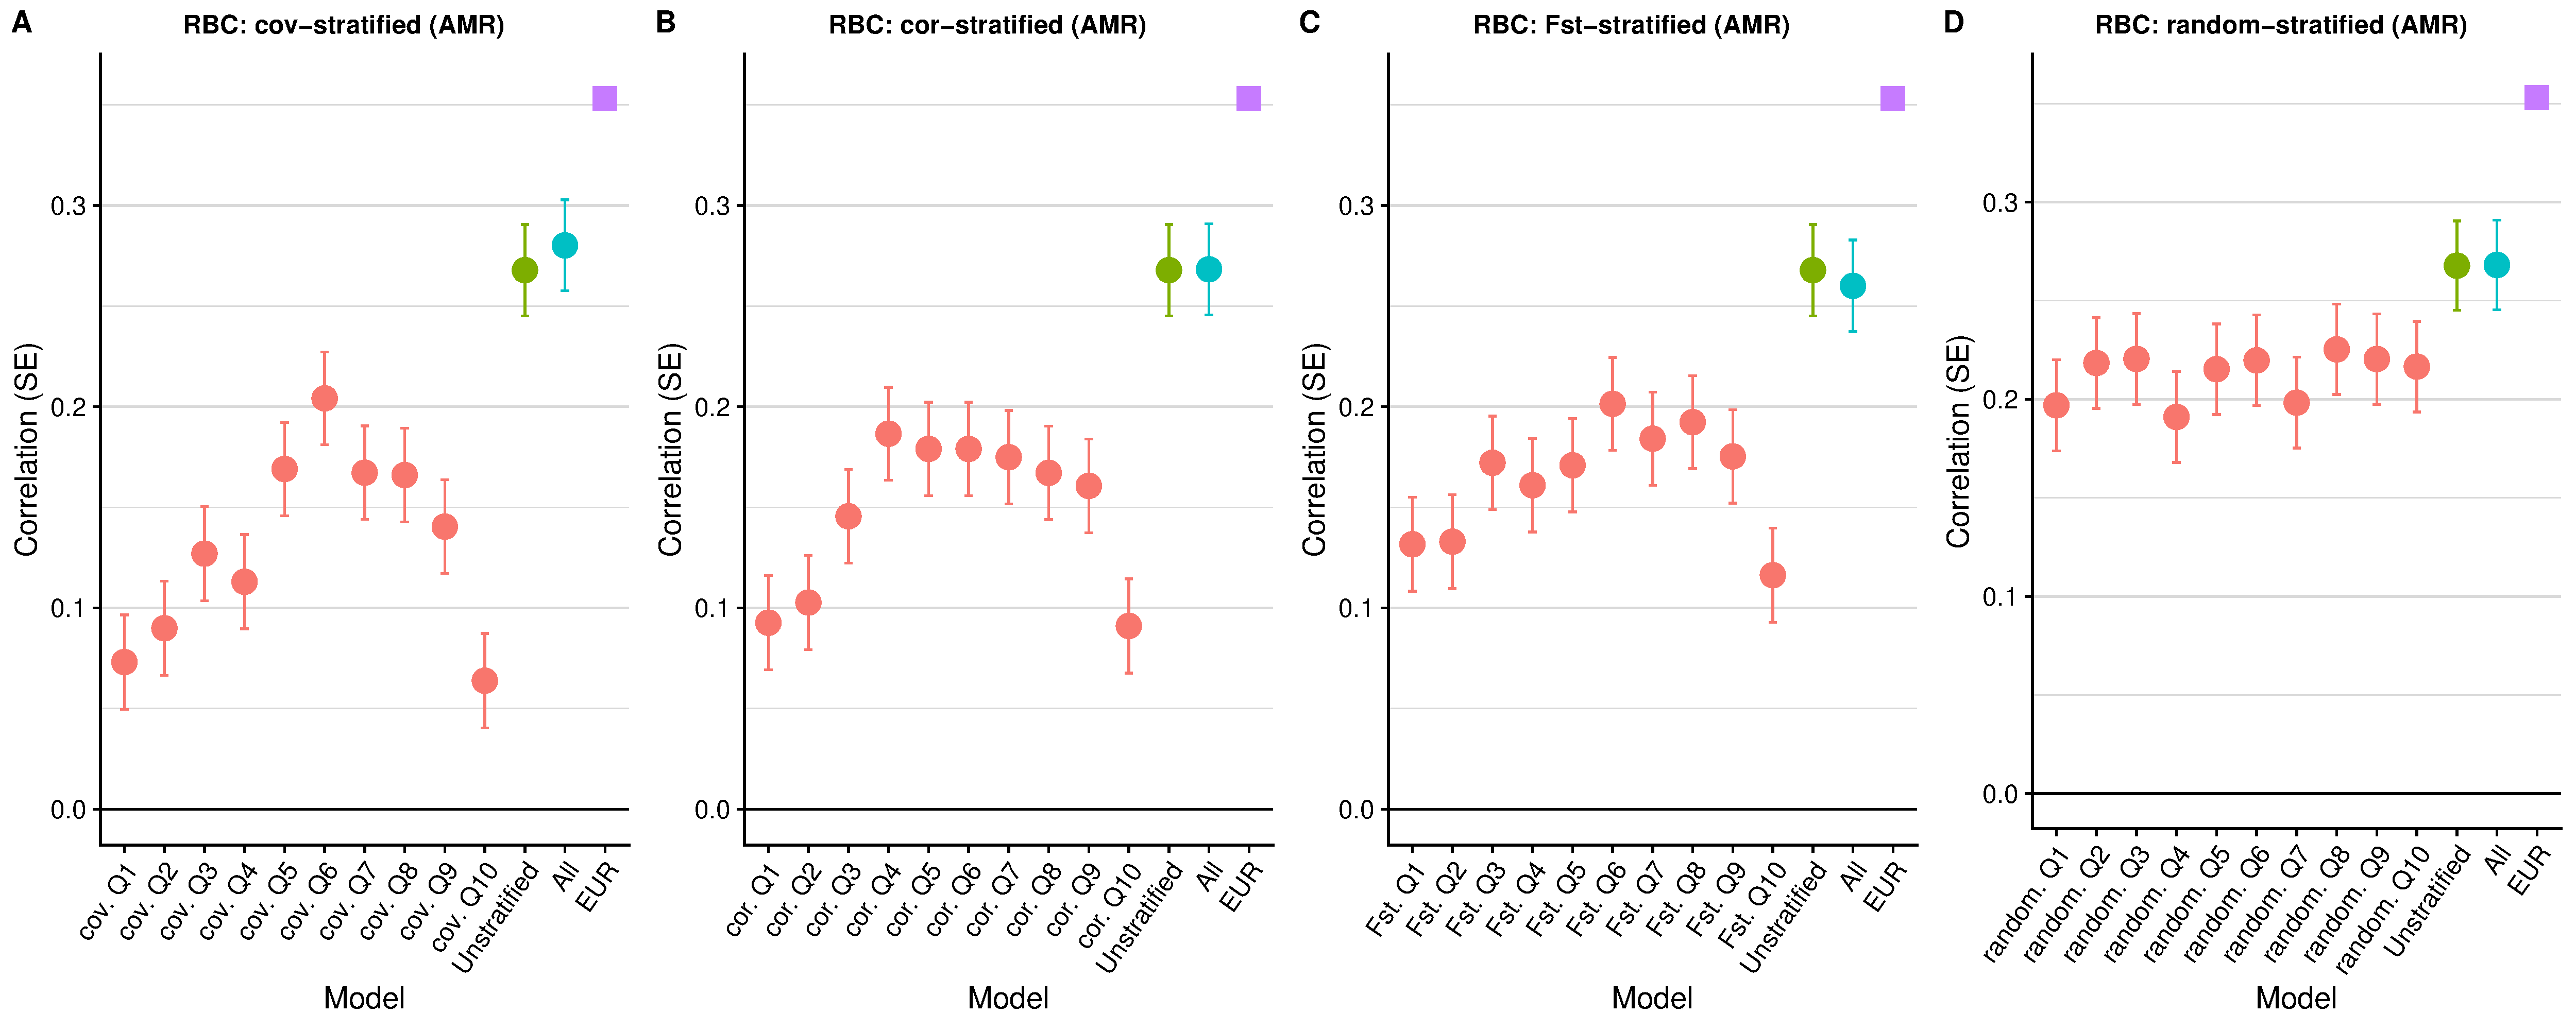 A
RBC: cov−stratified (AMR)
Correlation (SE)
0.3
0.2
0.1
0.0
cov. Q1
cov. Q2
cov. Q3
cov. Q4
cov. Q5
cov. Q6
cov. Q7
cov. Q8
cov. Q9
cov. Q10
Unstratified
All
EUR
Model
B
RBC: cor−stratified (AMR)
Correlation (SE)
0.3
0.2
0.1
0.0
cor. Q1
cor. Q2
cor. Q3
cor. Q4
cor. Q5
cor. Q6
cor. Q7
cor. Q8
cor. Q9
cor. Q10
Unstratified
All
EUR
Model
C
RBC: Fst−stratified (AMR)
Correlation (SE)
0.3
0.2
0.1
0.0
Fst. Q1
Fst. Q2
Fst. Q3
Fst. Q4
Fst. Q5
Fst. Q6
Fst. Q7
Fst. Q8
Fst. Q9
Fst. Q10
Unstratified
All
EUR
Model
D
RBC: random−stratified (AMR)
Correlation (SE)
0.3
0.2
0.1
0.0
random. Q1
random. Q2
random. Q3
random. Q4
random. Q5
random. Q6
random. Q7
random. Q8
random. Q9
random. Q10
Unstratified
All
EUR
Model